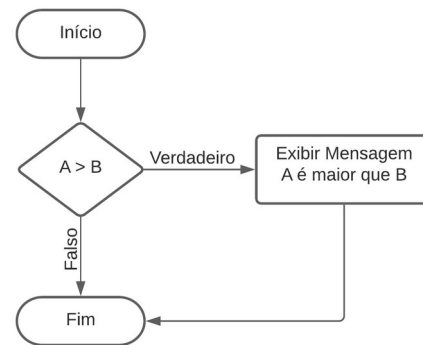 Início
A > B
Verdadeiro
Exibir Mensagem
A é maior que B
Falso
Fim